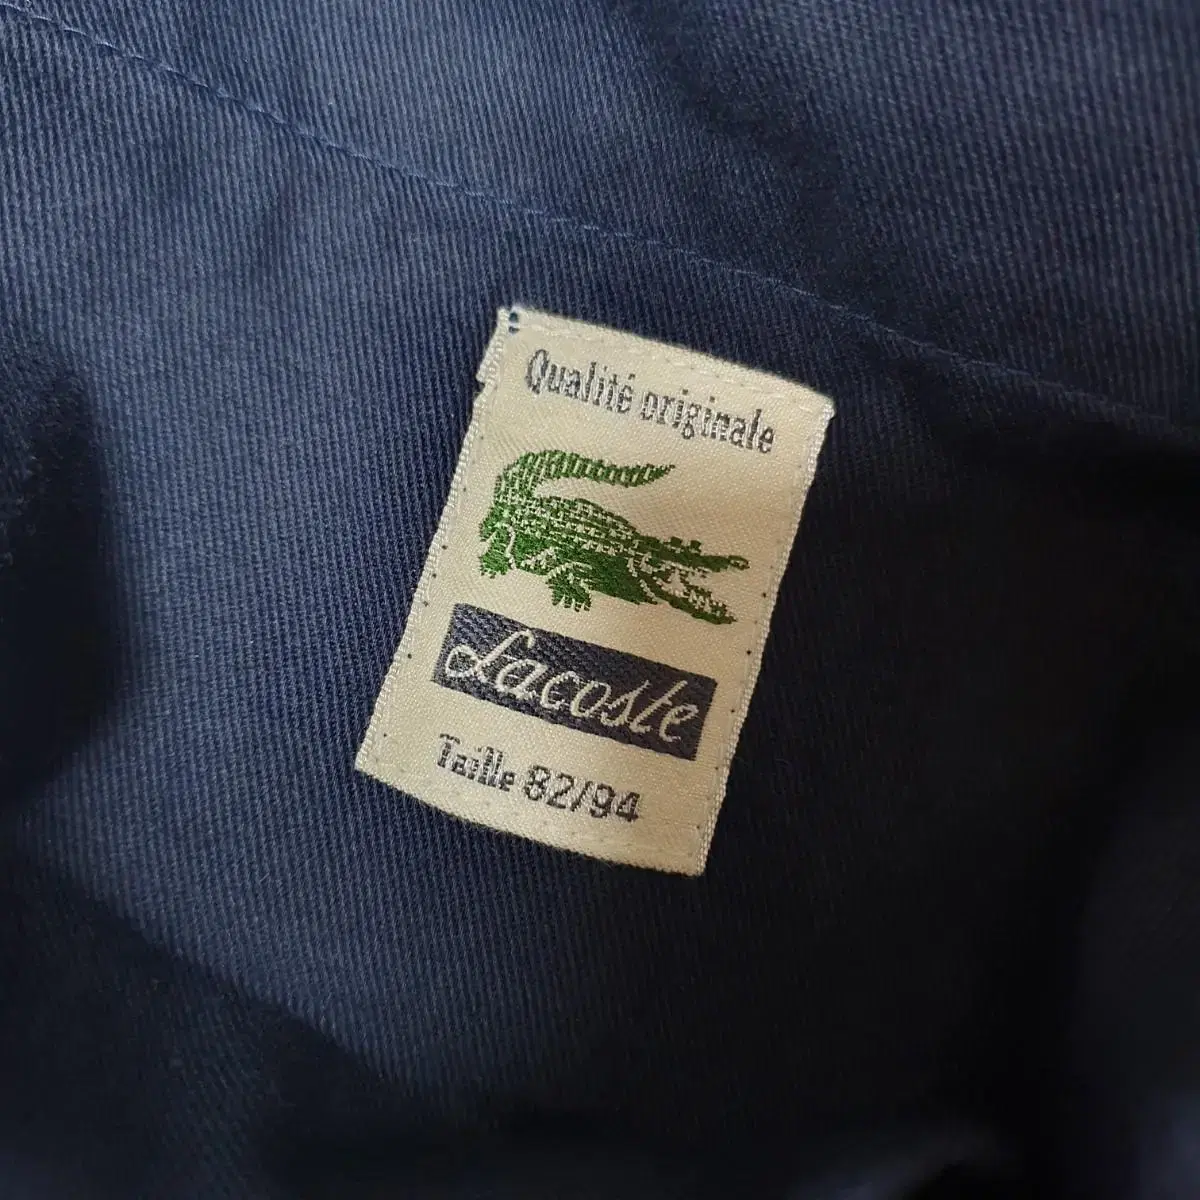 Qualité originale
Lacoste
Taille 82/94